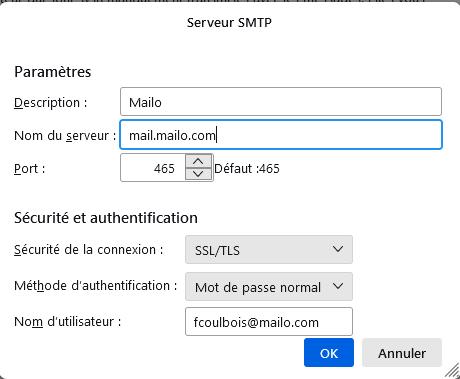 Serveur SMTP
Paramètres
Description : Mailo
Nom du serveur : mail.mailo.com
Port : 465 Défaut :465
Sécurité et authentification
Sécurité de la connexion : SSL/TLS
Méthode d'authentification : Mot de passe normal
Nom d'utilisateur : fcoulbois@mailo.com
OK Annuler